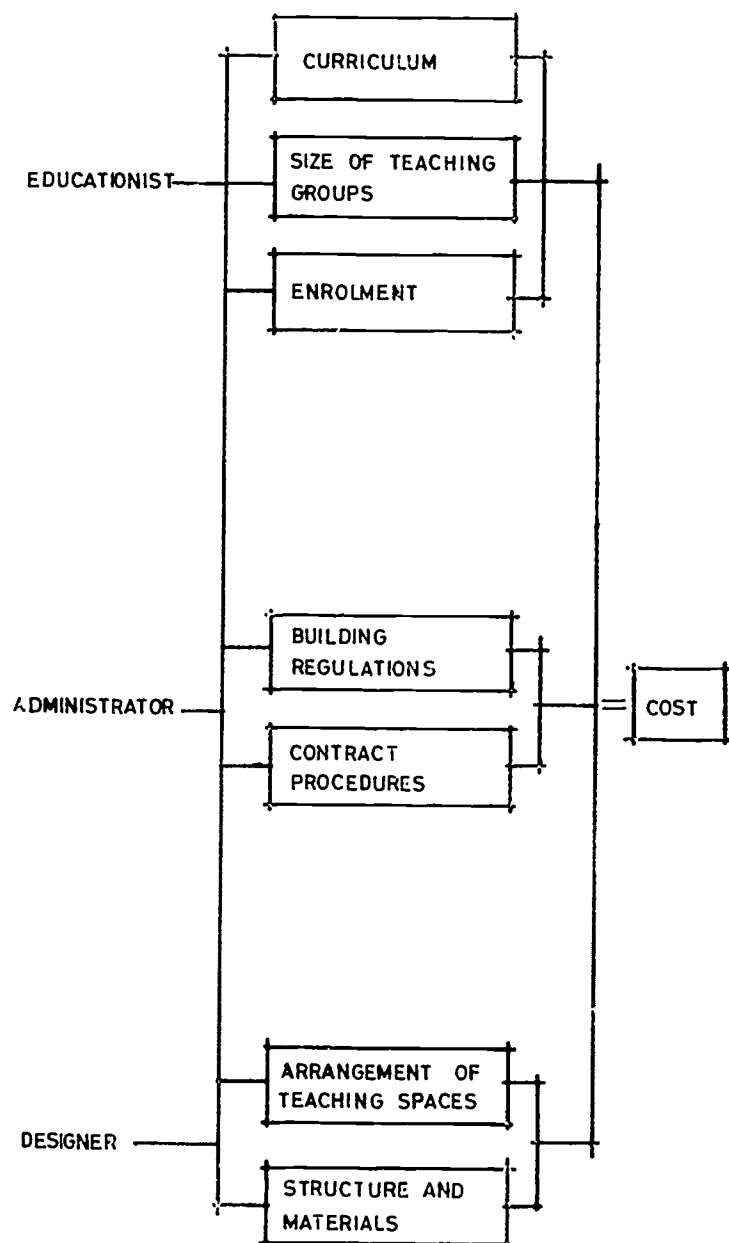 CURRICULUM
EDUCATIONIST
SIZE OF TEACHING
GROUPS
ENROLMENT
BUILDING
REGULATIONS
ADMINISTRATOR
=
COST
CONTRACT
PROCEDURES
ARRANGEMENT OF
TEACHING SPACES
DESIGNER
STRUCTURE AND
MATERIALS